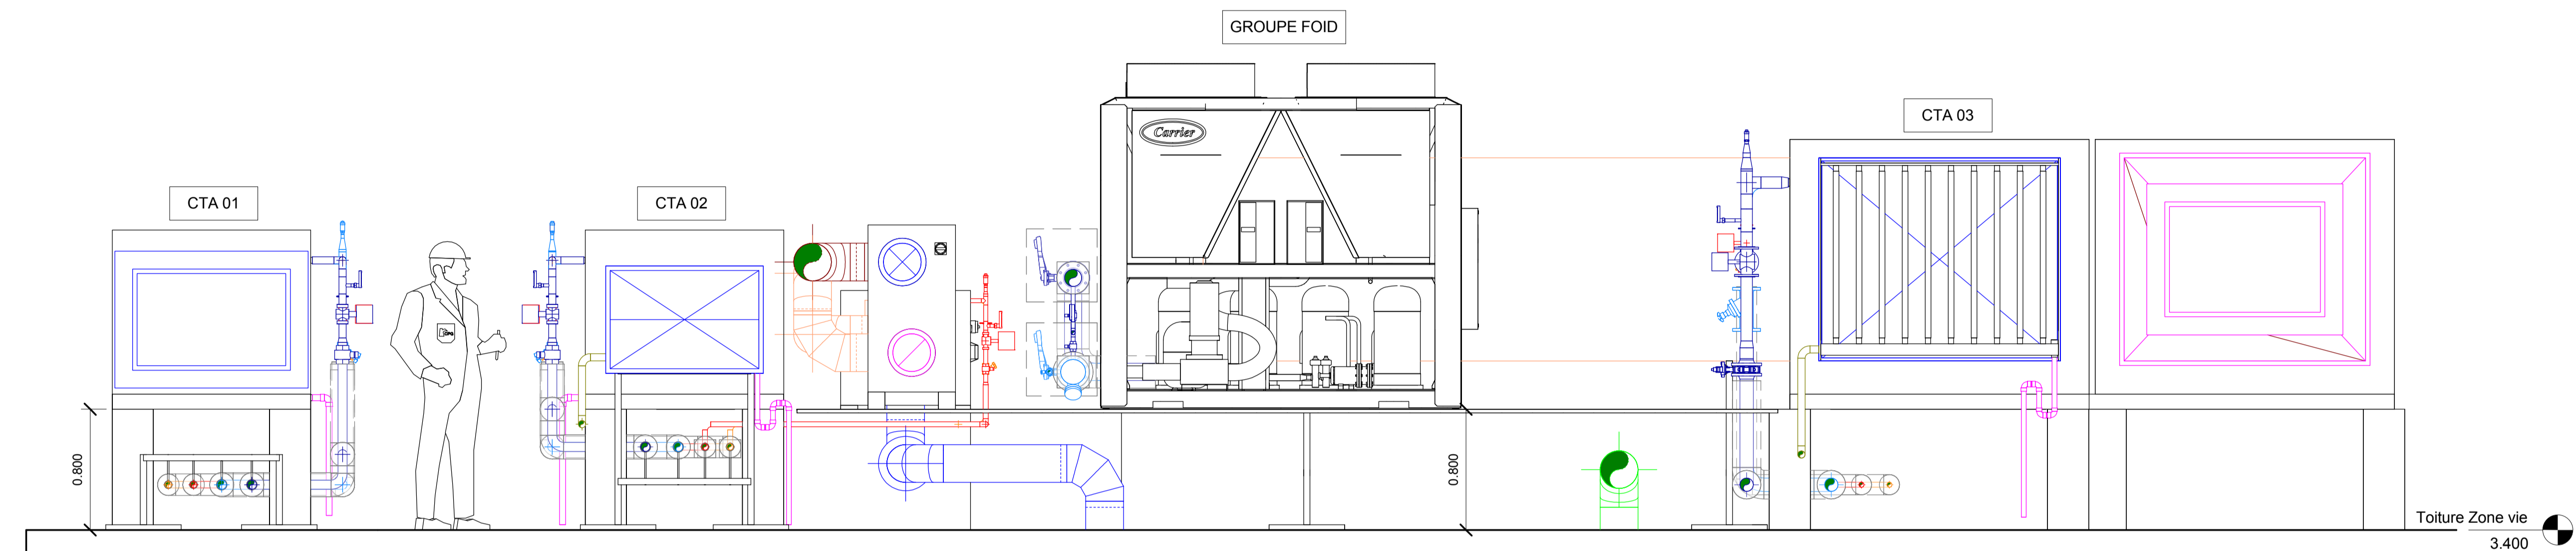 GROUPE FOID
CTA 03
Carrier
CTA 01
CTA 02
0.800
0.800
Toiture Zone vie
3.400